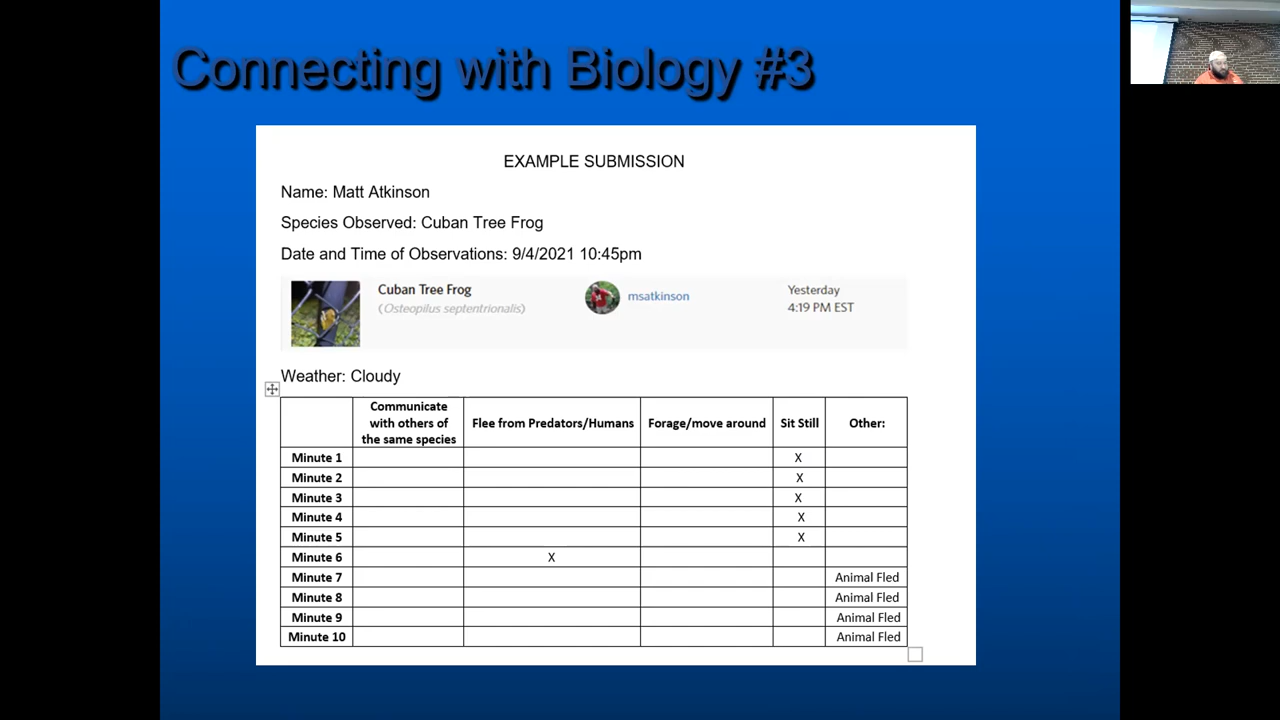 Connecting with Biology #3
EXAMPLE SUBMISSION
Name: Matt Atkinson
Species Observed: Cuban Tree Frog
Date and Time of Observations: 9/4/2021 10:45pm
Cuban Tree Frog
(Osteopilus septentrionalis)
msatkinson
Yesterday
4:19 PM EST
Weather: Cloudy
Communicate
with others of
the same species
Flee from Predators/Humans
Forage/move around
Sit Still
Other:
Minute 1 X
Minute 2 X
Minute 3 X
Minute 4 X
Minute 5 X
Minute 6 X
Minute 7 Animal Fled
Minute 8 Animal Fled
Minute 9 Animal Fled
Minute 10 Animal Fled